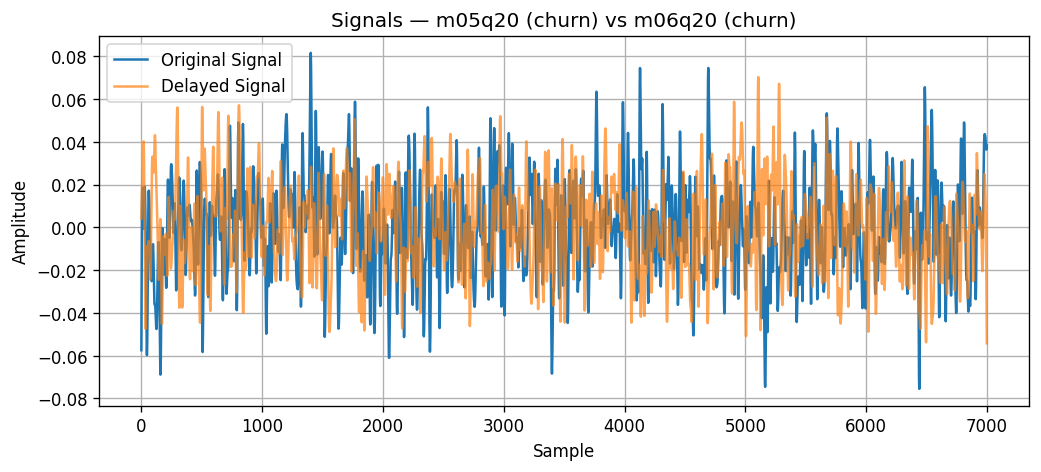 Signals — m05q20 (churn) vs m06q20 (churn)
Original Signal
Delayed Signal
Amplitude
0.08
0.06
0.04
0.02
0.00
−0.02
−0.04
−0.06
−0.08
0 1000 2000 3000 4000 5000 6000 7000
Sample